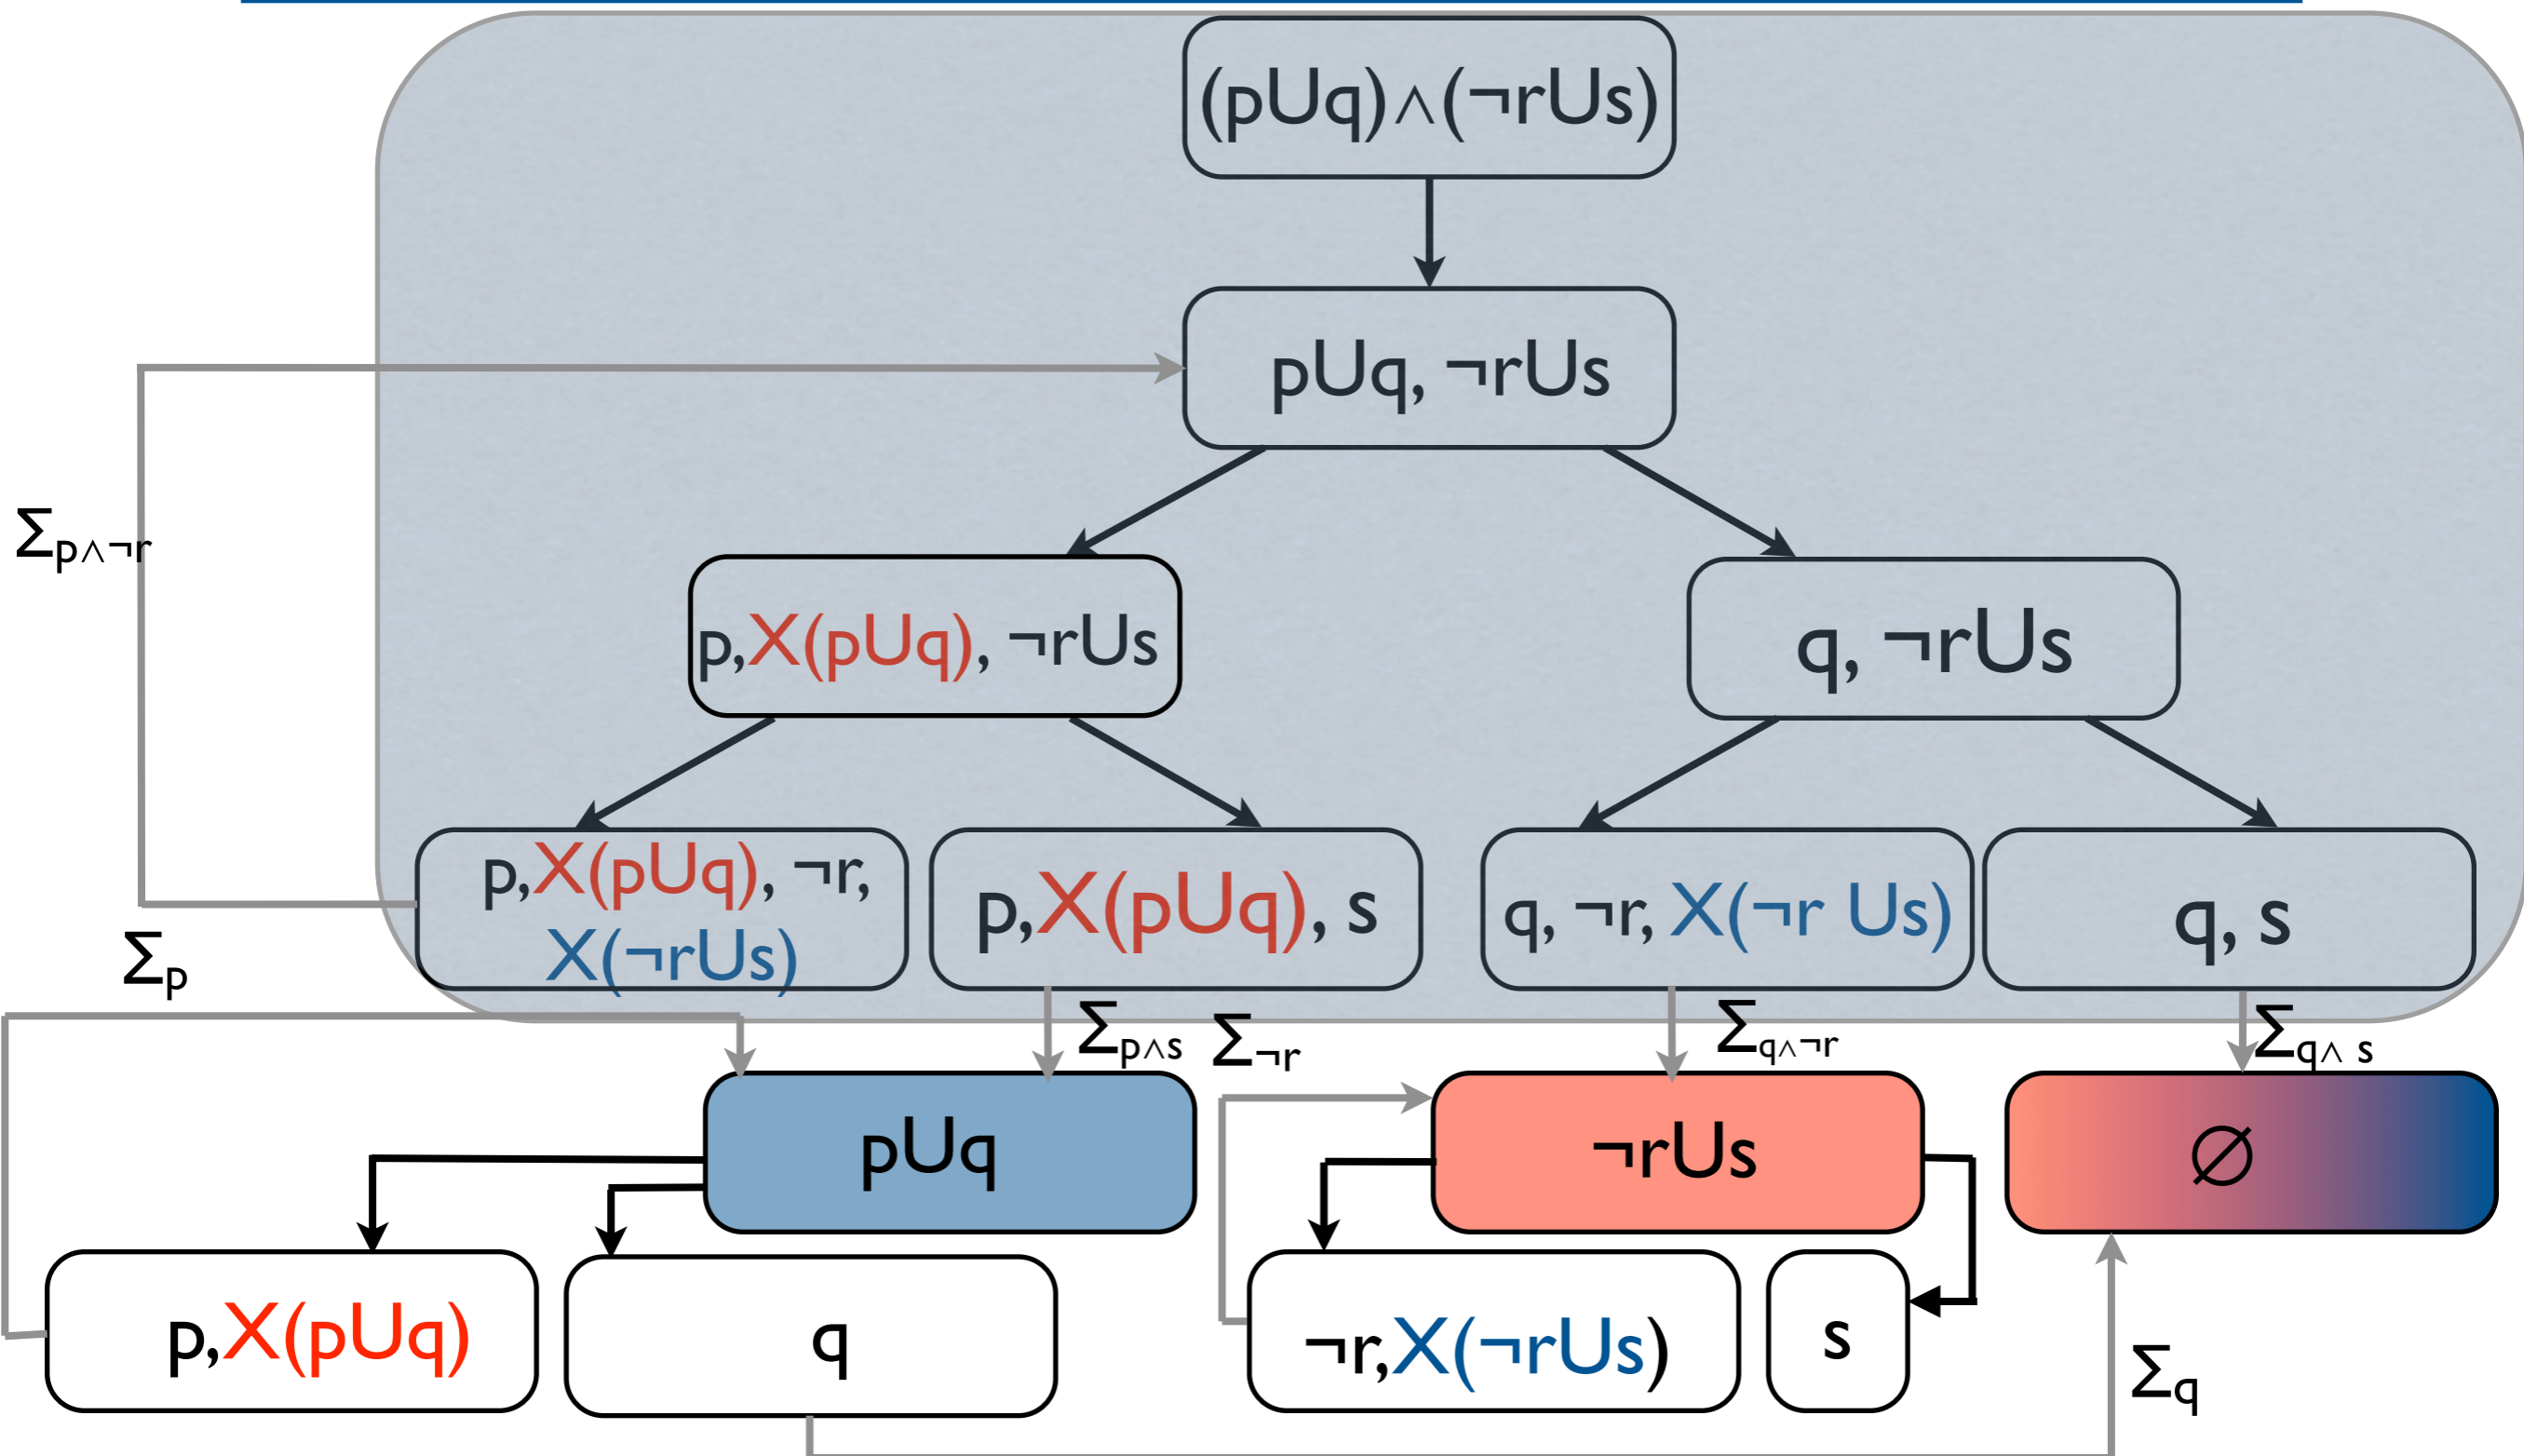 (pUq)∧(¬rUs)
pUq, ¬rUs
Σp∧¬r
p,X(pUq), ¬rUs
q, ¬rUs
p,X(pUq), ¬r,
X(¬rUs)
p,X(pUq), s
q, ¬r, X(¬r Us)
q, s
Σp
Σp∧s
Σ¬r
Σq∧¬r
Σq∧ s
pUq
¬rUs
∅
p,X(pUq)
q
¬r,X(¬rUs)
s
Σq